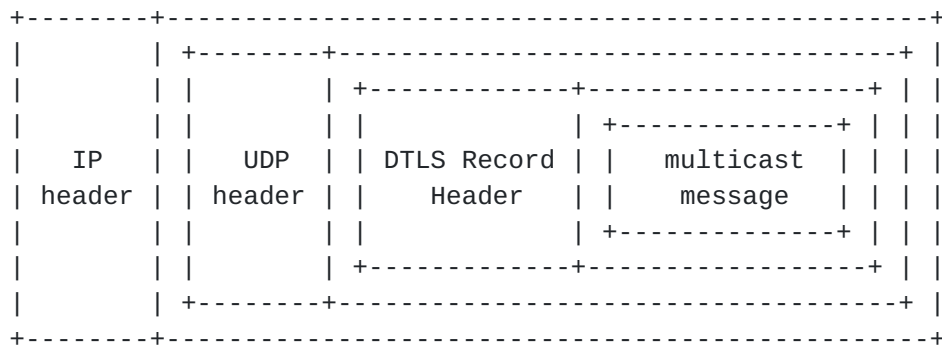 IP UDP DTLS Record multicast
header header Header message